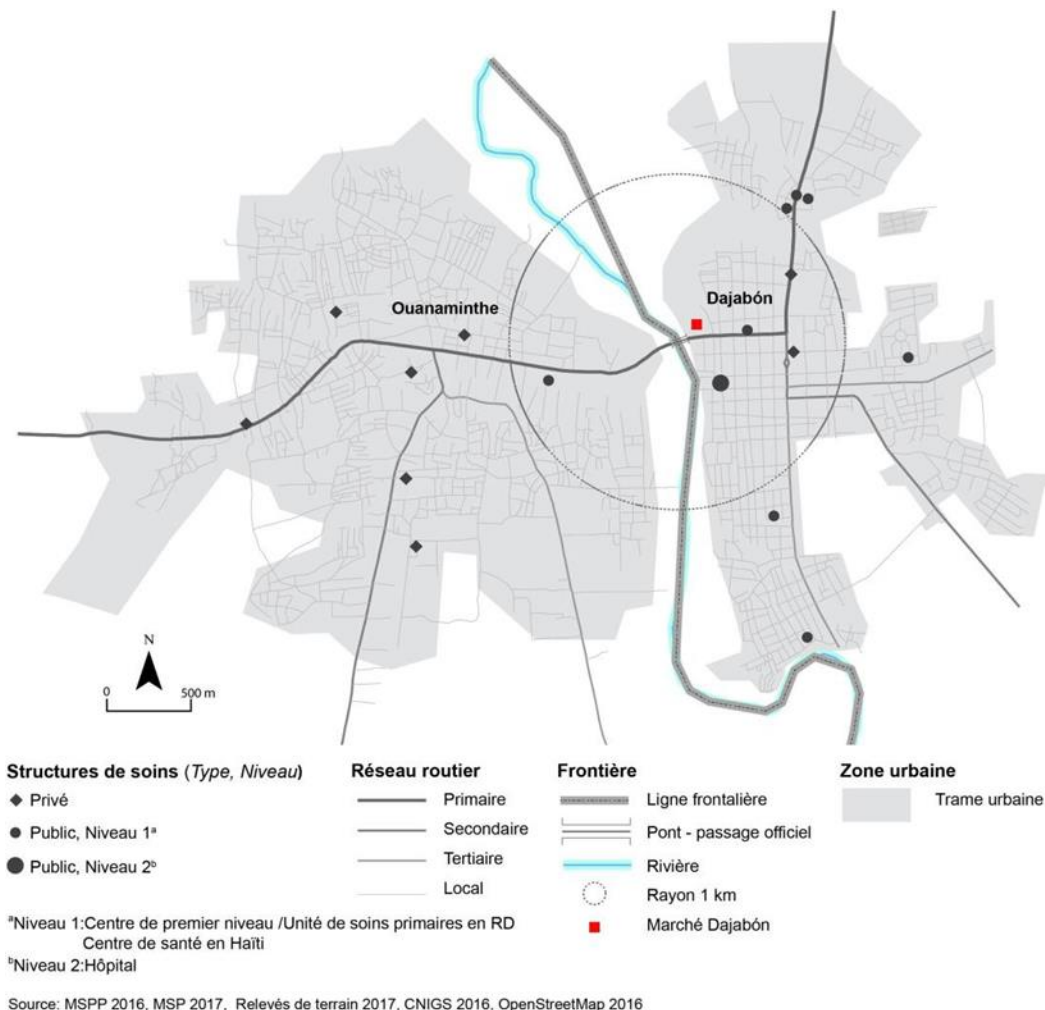 Ouanaminthe
Dajabón
N
0 500 m
Structures de soins (Type, Niveau)
Privé
Public, Niveau 1ᵃ
Public, Niveau 2ᵇ
Réseau routier
Primaire
Secondaire
Tertiaire
Local
Frontière
Ligne frontalière
Pont - passage officiel
Rivière
Rayon 1 km
Marché Dajabón
Zone urbaine
Trame urbaine
ᵃNiveau 1:Centre de premier niveau /Unité de soins primaires en RD
Centre de santé en Haïti
ᵇNiveau 2:Hôpital
Source: MSPP 2016, MSP 2017, Relevés de terrain 2017, CNIGS 2016, OpenStreetMap 2016